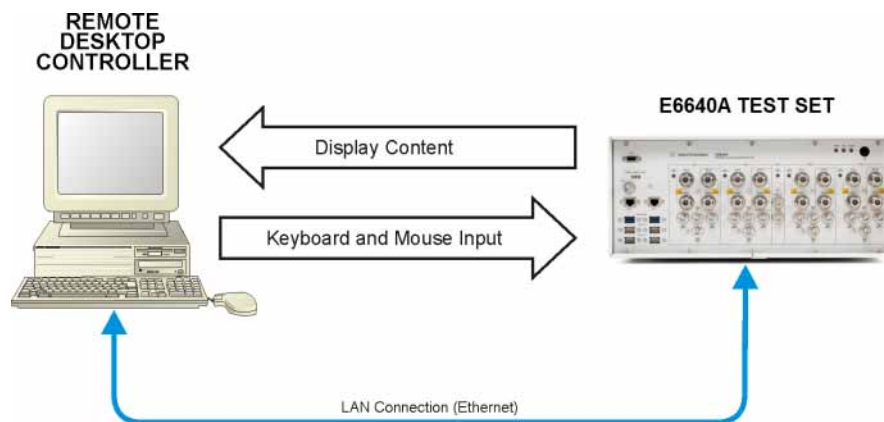 REMOTE
DESKTOP
CONTROLLER
E6640A TEST SET
Display Content
Keyboard and Mouse Input
LAN Connection (Ethernet)